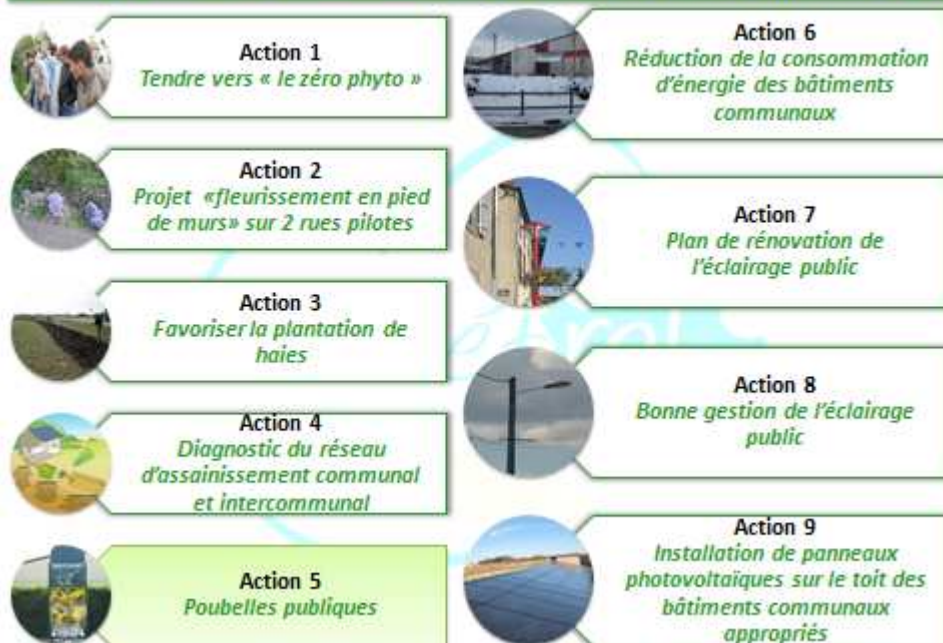 Action 1
Tendre vers « le zéro phyto »
Action 2
Projet «fleurissement en pied
de murs» sur 2 rues pilotes
Action 3
Favoriser la plantation de
haies
Action 4
Diagnostic du réseau
d'assainissement communal
et intercommunal
Action 5
Poubelles publiques
Action 6
Réduction de la consommation
d'énergie des bâtiments
communaux
Action 7
Plan de rénovation de
l'éclairage public
Action 8
Bonne gestion de l'éclairage
public
Action 9
Installation de panneaux
photovoltaïques sur le toit des
bâtiments communaux
appropriés